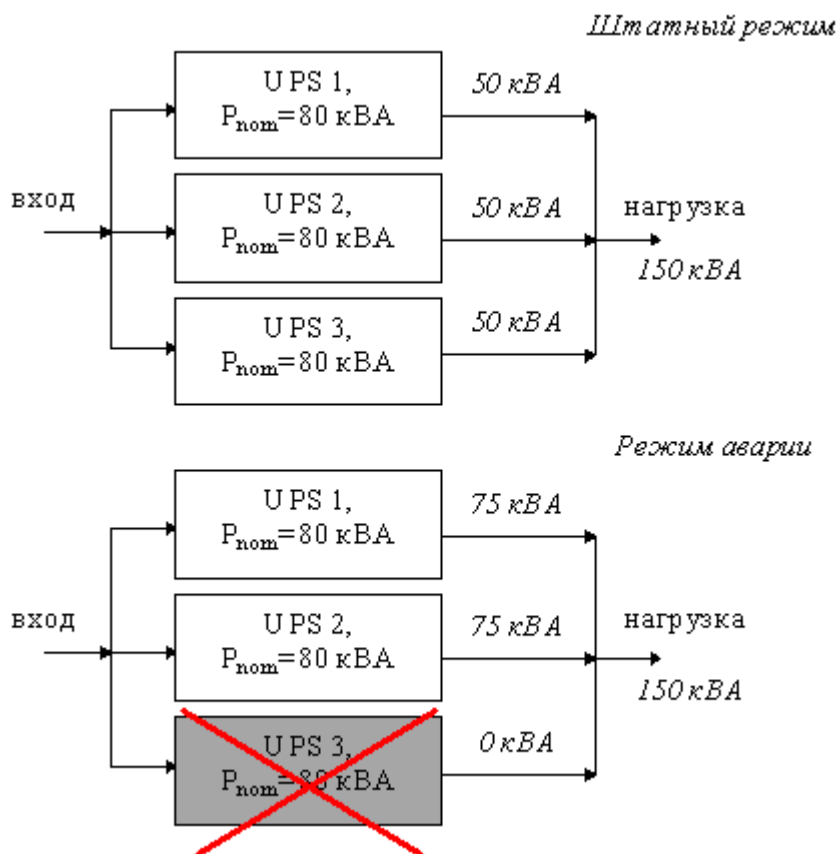 Штатный режим
UPS 1,
Pnom=80 кВА
50 кВА
вход
UPS 2,
Pnom=80 кВА
50 кВА
нагрузка
150 кВА
UPS 3,
Pnom=80 кВА
50 кВА
Режим аварии
UPS 1,
Pnom=80 кВА
75 кВА
вход
UPS 2,
Pnom=80 кВА
75 кВА
нагрузка
150 кВА
UPS 3,
Pnom=80 кВА
0 кВА